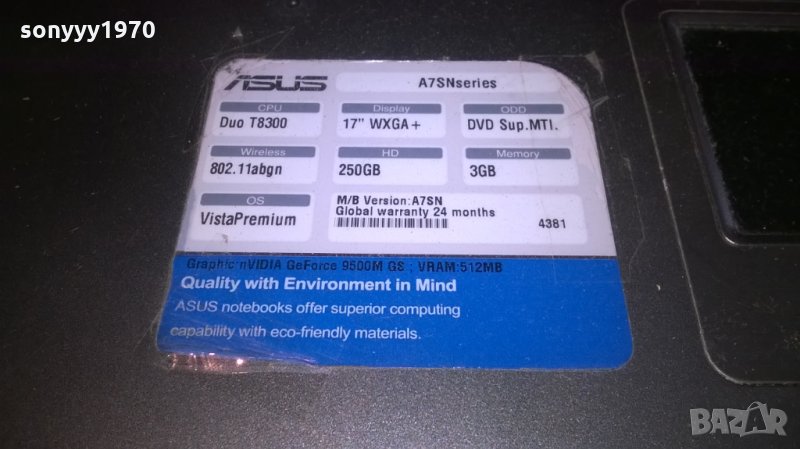 sonyyy1970
ASUS
A7SNseries
CPU
Duo T8300
Display
17" WXGA+
ODD
DVD Sup.MTI.
Wireless
802.11abgn
HD
250GB
Memory
3GB
OS
VistaPremium
M/B Version:A7SN
Global warranty 24 months
4381
Graphic:nVIDIA GeForce 9500M GS ; VRAM:512MB
Quality with Environment in Mind
ASUS notebooks offer superior computing
capability with eco-friendly materials.
BAZAR